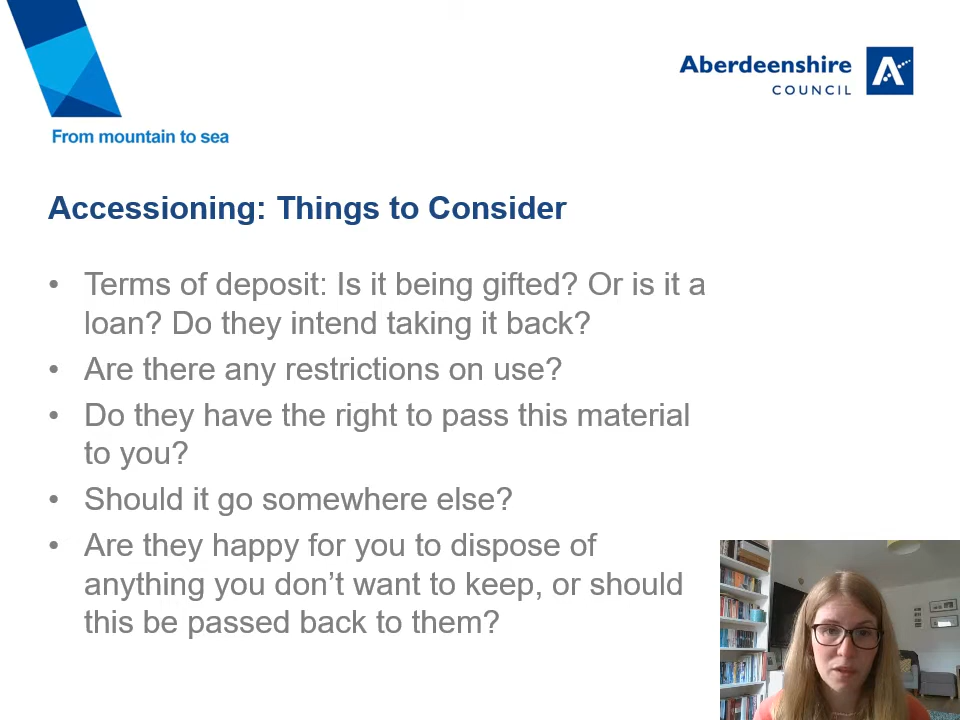 Aberdeenshire
COUNCIL
From mountain to sea
Accessioning: Things to Consider
• Terms of deposit: Is it being gifted? Or is it a
loan? Do they intend taking it back?
• Are there any restrictions on use?
• Do they have the right to pass this material
to you?
• Should it go somewhere else?
• Are they happy for you to dispose of
anything you don’t want to keep, or should
this be passed back to them?